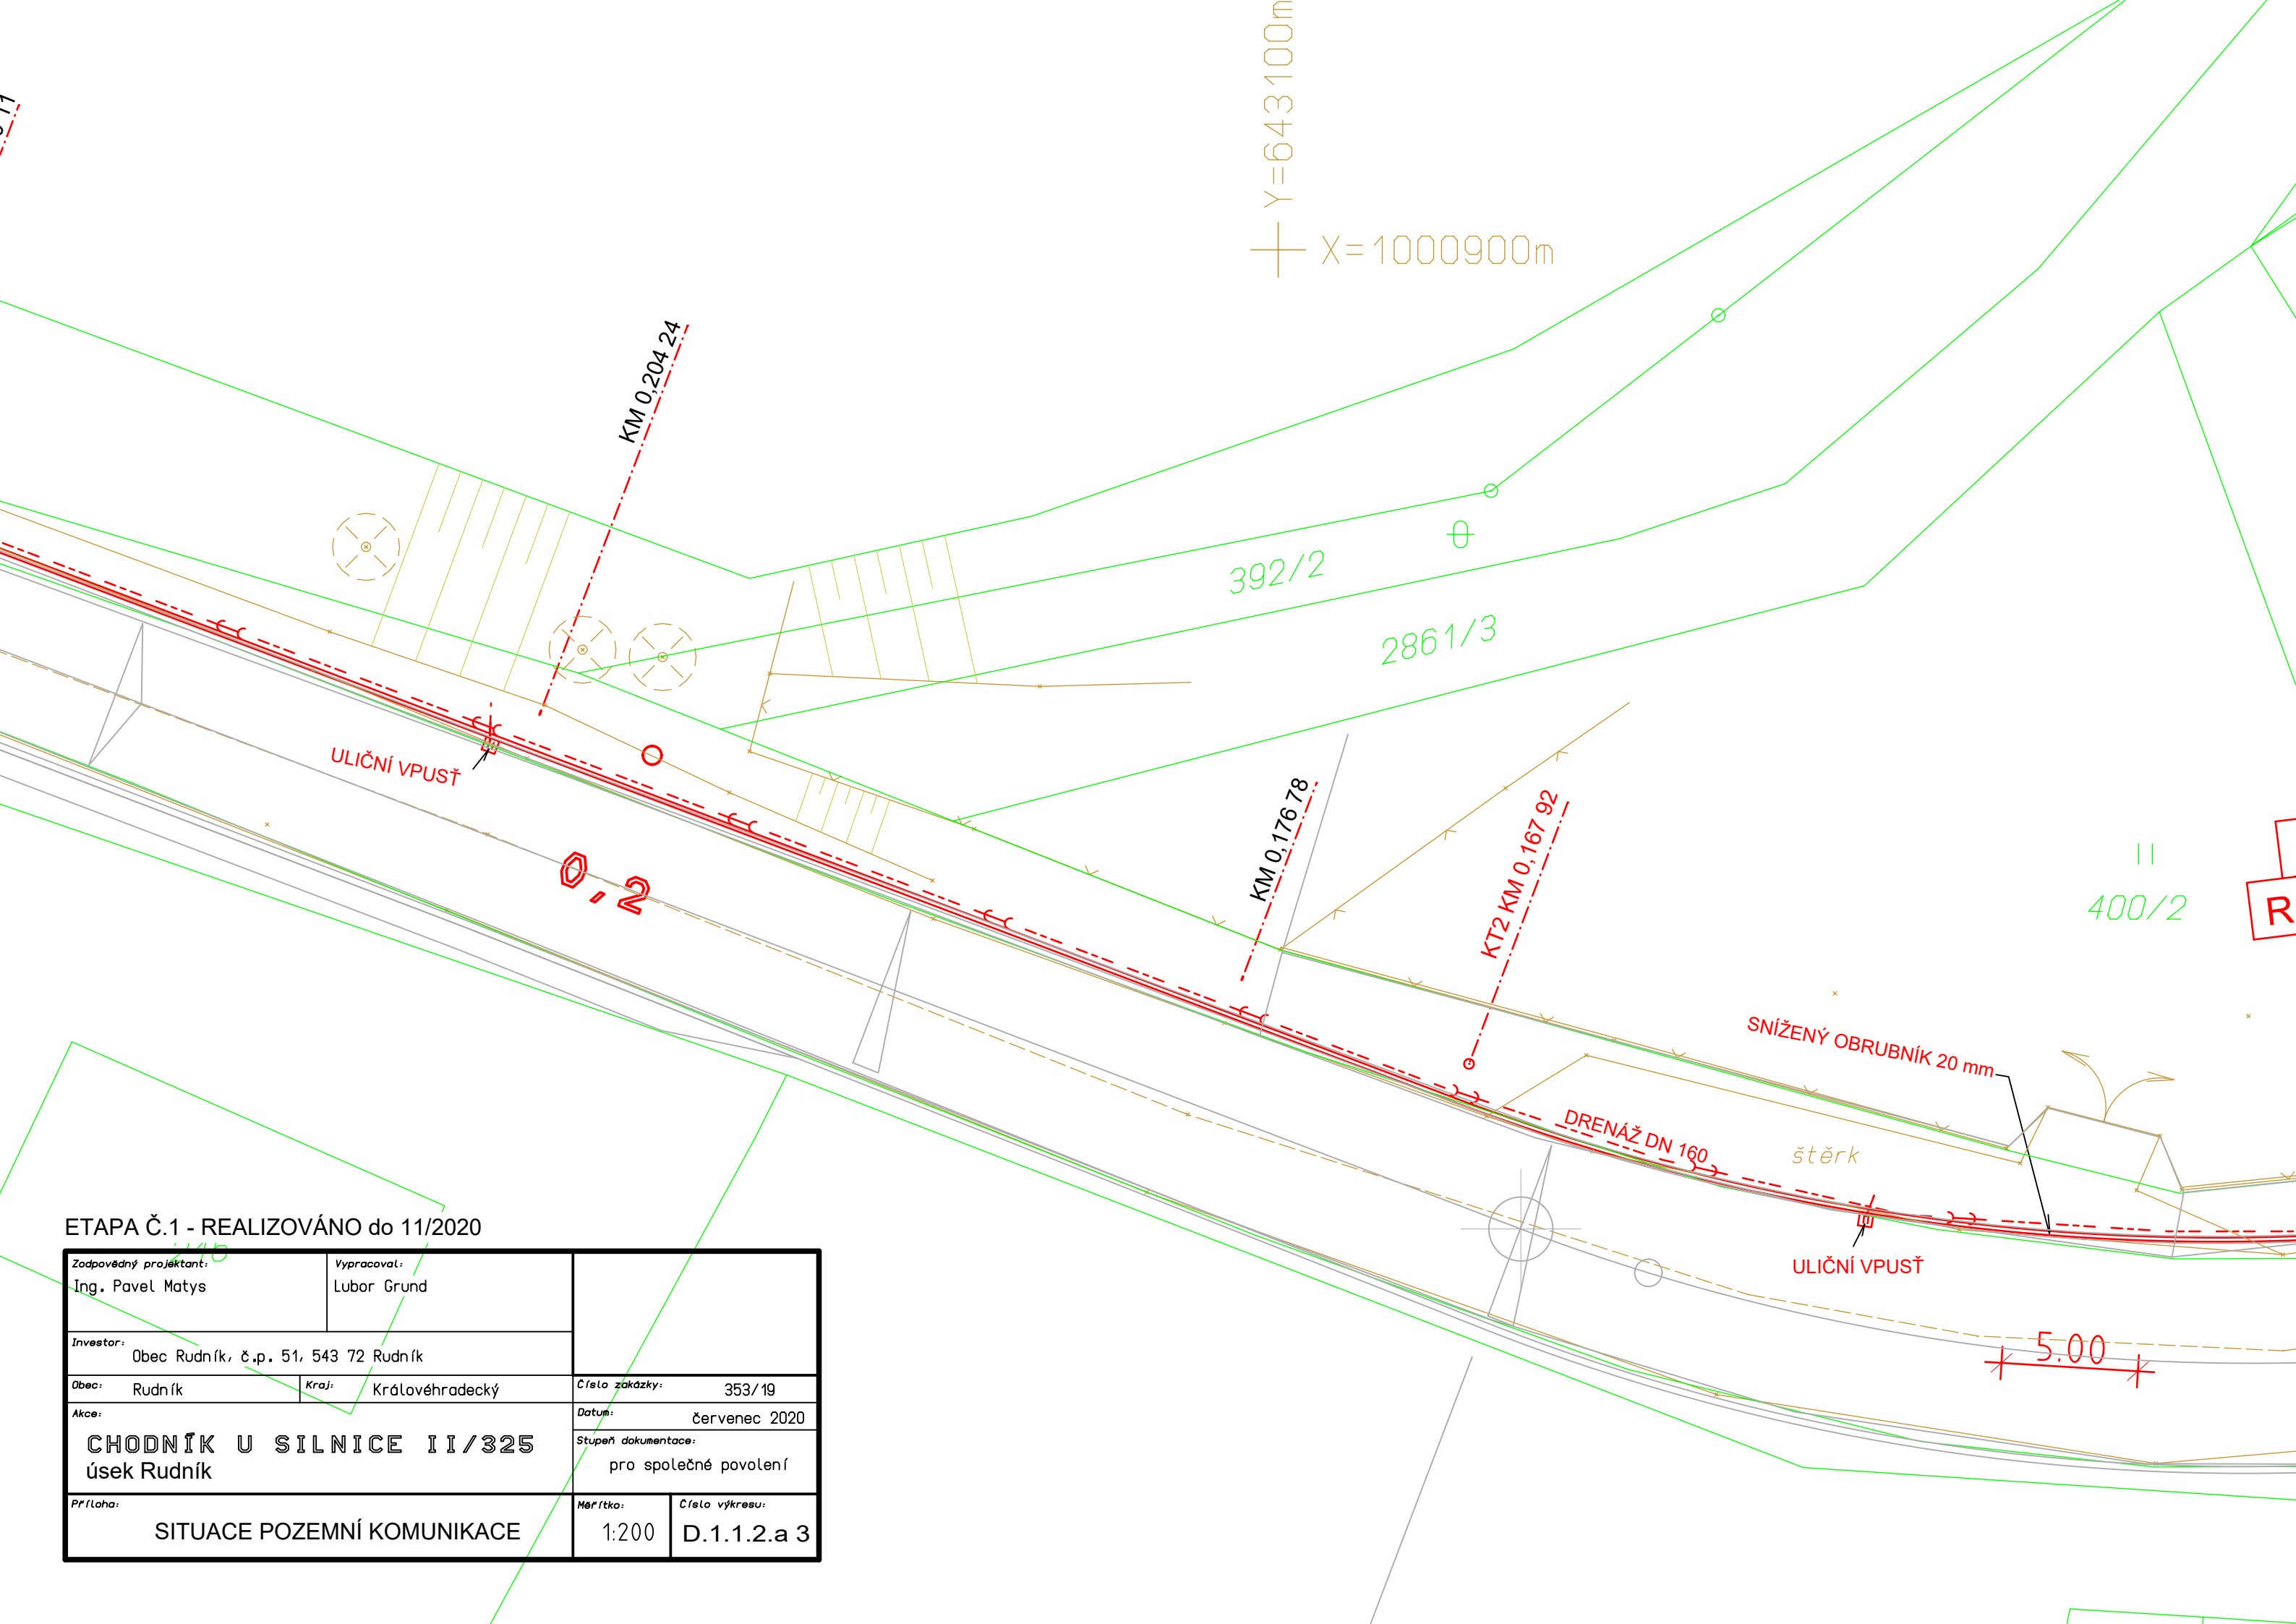 Y=643100m
X=1000900m
KM 0,204 24
392/2
2861/3
ULIČNÍ VPUSŤ
0,2
KM 0,176 78
KT2 KM 0,167 92
400/2
R
SNÍŽENÝ OBRUBNÍK 20 mm
DRENÁŽ DN 160
štěrk
ULIČNÍ VPUSŤ
5.00
ETAPA Č.1 - REALIZOVÁNO do 11/2020
Zodpovědný projektant:
Ing. Pavel Matys
Vypracoval:
Lubor Grund
Investor:
Obec Rudník, č.p. 51, 543 72 Rudník
Obec: Rudník
Kraj: Královéhradecký
Číslo zakázky: 353/19
Akce:
CHODNÍK U SILNICE II/325
úsek Rudník
Datum: červenec 2020
Stupeň dokumentace:
pro společné povolení
Příloha:
SITUACE POZEMNÍ KOMUNIKACE
Měřítko:
1:200
Číslo výkresu:
D.1.1.2.a 3